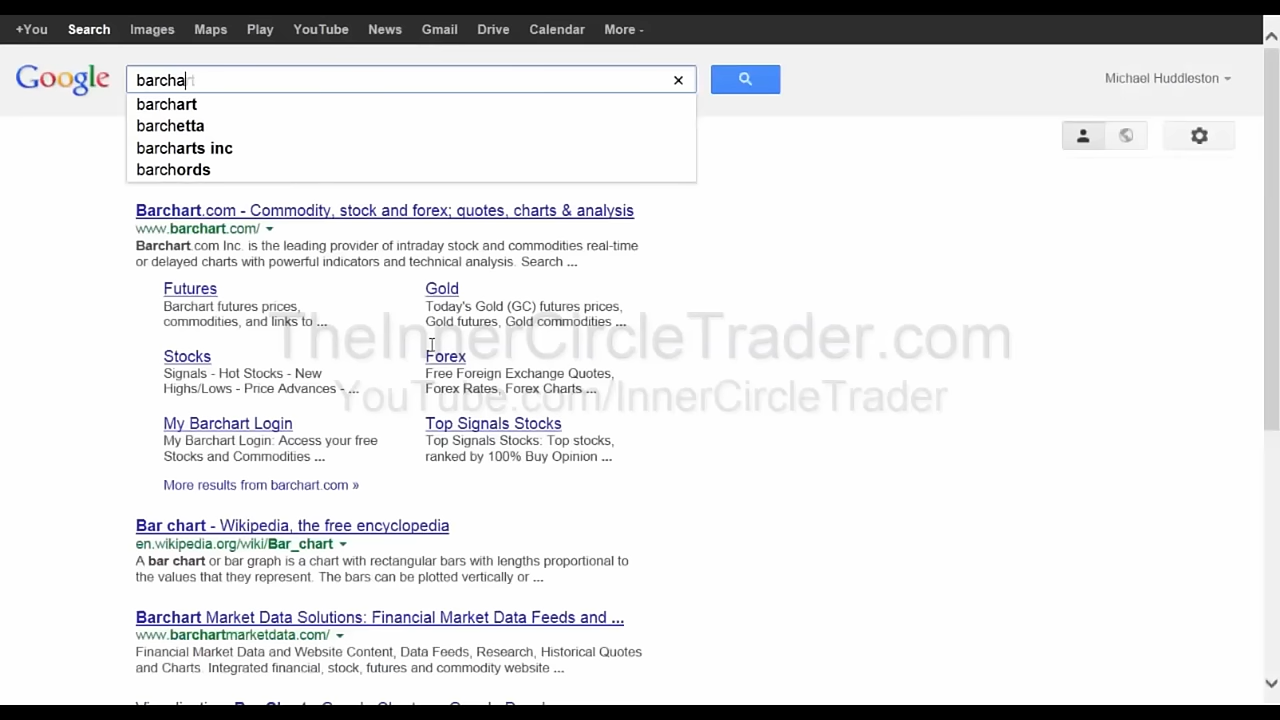 +You Search Images Maps Play YouTube News Gmail Drive Calendar More
Google barchart Michael Huddleston
barchart
barchetta
barcharts inc
barchords
Barchart.com - Commodity, stock and forex; quotes, charts & analysis
www.barchart.com/
Barchart.com Inc. is the leading provider of intraday stock and commodities real-time
or delayed charts with powerful indicators and technical analysis. Search ...
Futures
Barchart futures prices,
commodities, and links to ...
Gold
Today's Gold (GC) futures prices,
Gold futures, Gold commodities ...
TheInnerCircleTrader.com
Stocks
Signals - Hot Stocks - New
Highs/Lows - Price Advances - ...
Forex
Free Foreign Exchange Quotes,
Forex Rates, Forex Charts ...
YouTube.com/InnerCircleTrader
My Barchart Login
My Barchart Login: Access your free
Stocks and Commodities ...
Top Signals Stocks
Top Signals Stocks: Top stocks,
ranked by 100% Buy Opinion ...
More results from barchart.com »
Bar chart - Wikipedia, the free encyclopedia
en.wikipedia.org/wiki/Bar_chart
A bar chart or bar graph is a chart with rectangular bars with lengths proportional to
the values that they represent. The bars can be plotted vertically or ...
Barchart Market Data Solutions: Financial Market Data Feeds and ...
www.barchartmarketdata.com/
Financial Market Data and Website Content, Data Feeds, Research, Historical Quotes
and Charts. Integrated financial, stock, futures and commodity website ...